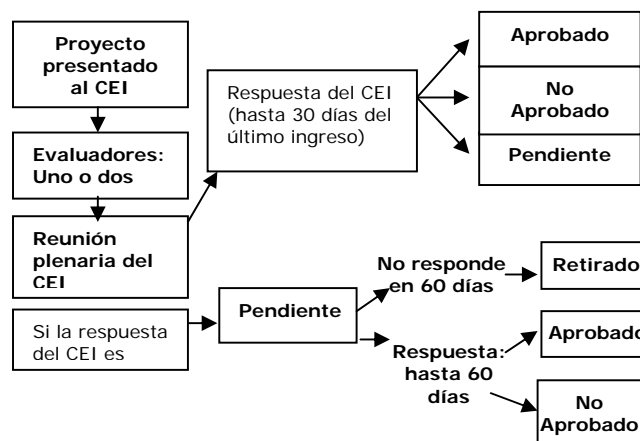 Proyecto
presentado
al CEI
Evaluadores:
Uno o dos
Reunión
plenaria del
CEI
Respuesta del CEI
(hasta 30 días del
último ingreso)
Aprobado
No
Aprobado
Pendiente
Si la respuesta
del CEI es
Pendiente
No responde
en 60 días
Retirado
Respuesta:
hasta 60
días
Aprobado
No
Aprobado